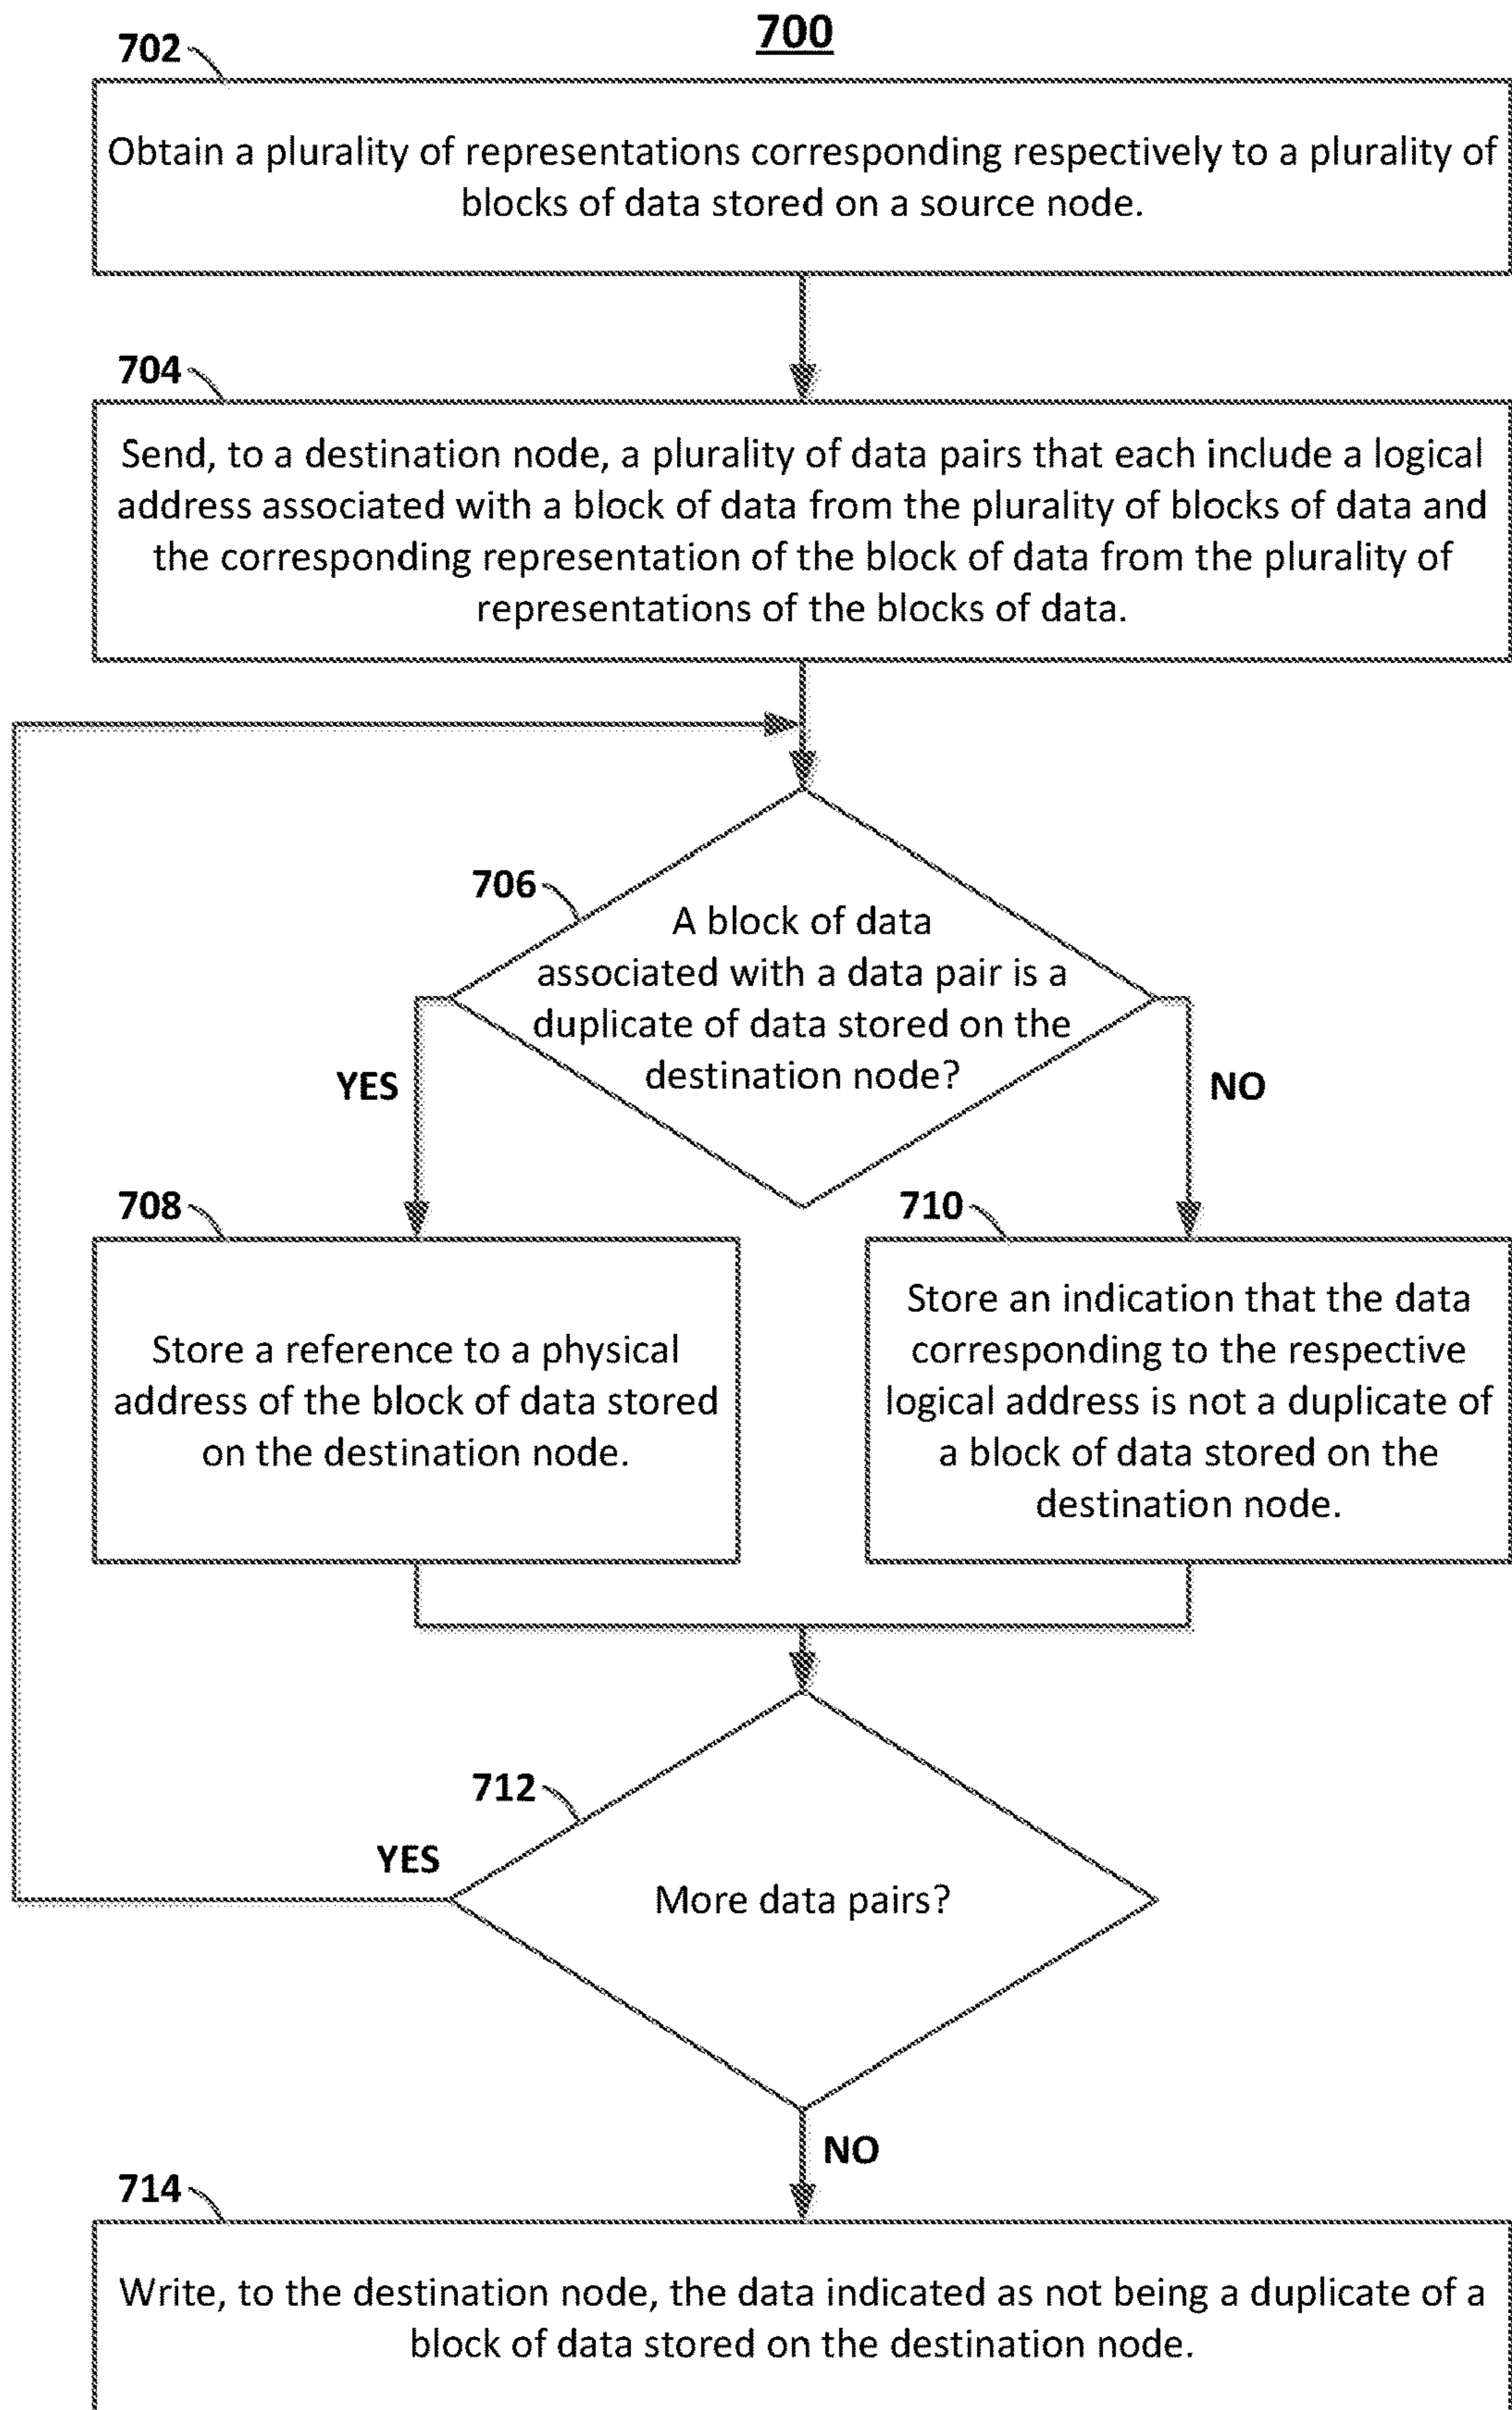 700
702
Obtain a plurality of representations corresponding respectively to a plurality of
blocks of data stored on a source node.
704
Send, to a destination node, a plurality of data pairs that each include a logical
address associated with a block of data from the plurality of blocks of data and
the corresponding representation of the block of data from the plurality of
representations of the blocks of data.
706
A block of data
associated with a data pair is a
duplicate of data stored on the
destination node?
YES
NO
708
Store a reference to a physical
address of the block of data stored
on the destination node.
710
Store an indication that the data
corresponding to the respective
logical address is not a duplicate of
a block of data stored on the
destination node.
712
YES
More data pairs?
NO
714
Write, to the destination node, the data indicated as not being a duplicate of a
block of data stored on the destination node.